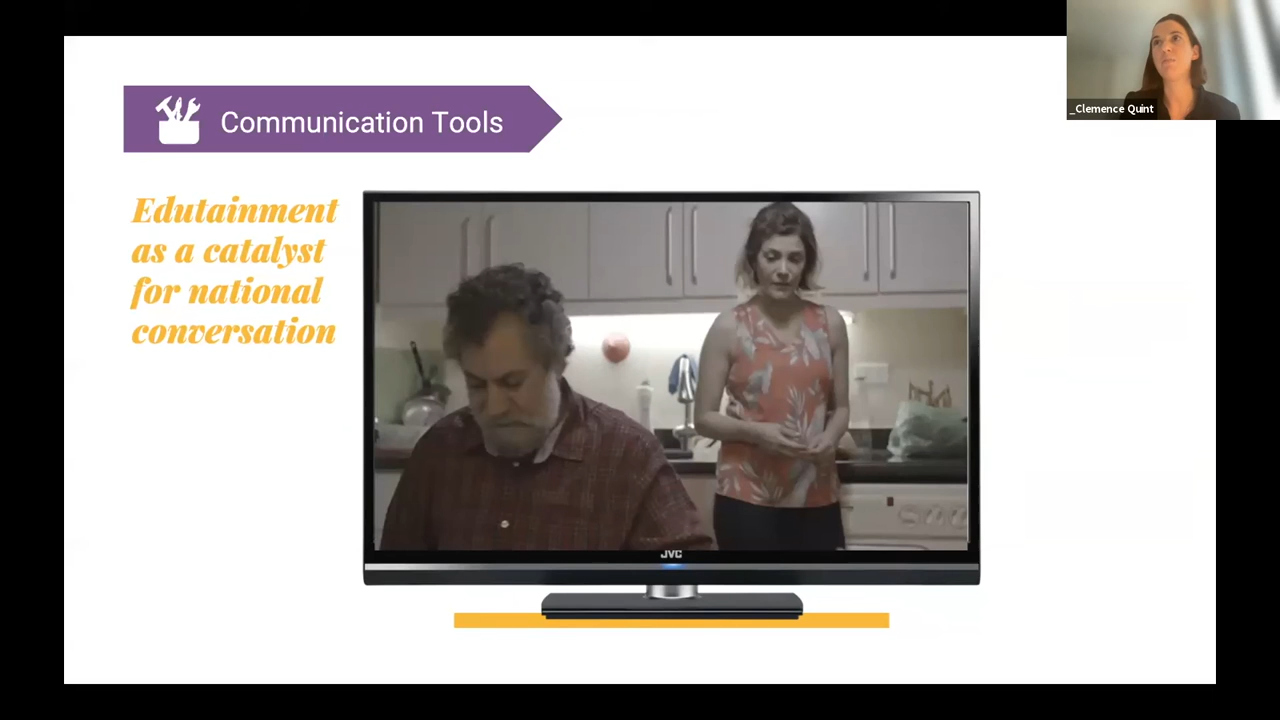 Communication Tools
_Clemence Quint
Edutainment
as a catalyst
for national
conversation
JVC